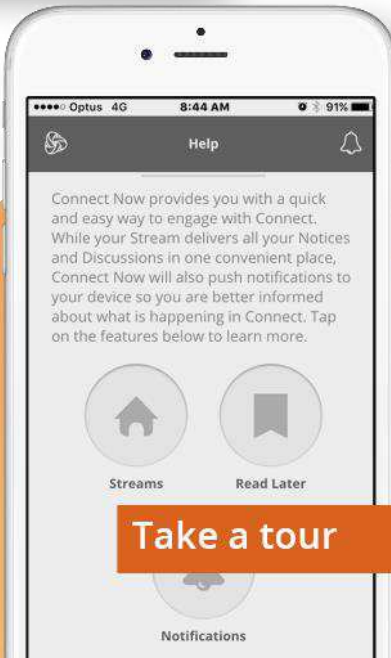 Optus 4G 8:44 AM 91%
Help
Connect Now provides you with a quick
and easy way to engage with Connect.
While your Stream delivers all your Notices
and Discussions in one convenient place,
Connect Now will also push notifications to
your device so you are better informed
about what is happening in Connect. Tap
on the features below to learn more.
Streams Read Later
Take a tour
Notifications